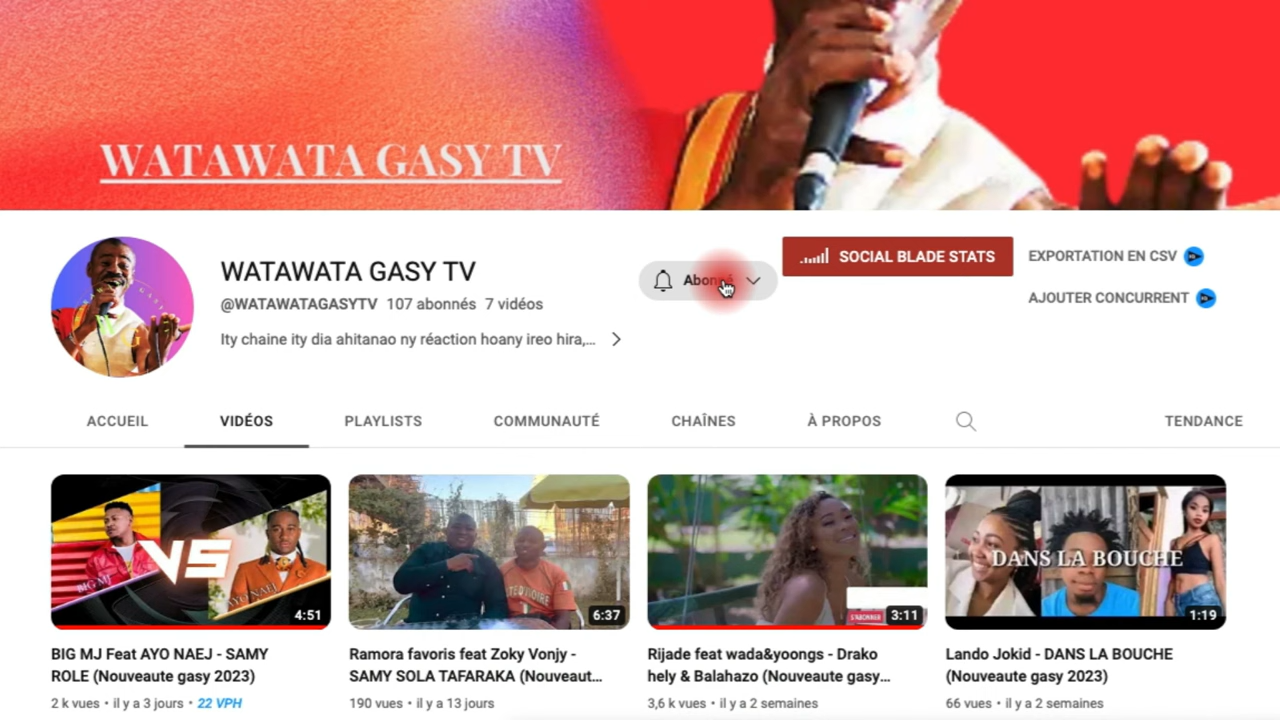 WATAWATA GASY TV
WATAWATA GASY TV
@WATAWATAGASYTV 107 abonnés 7 vidéos
Ity chaine ity dia ahitanao ny réaction hoany ireo hira,...
Abonné
SOCIAL BLADE STATS
EXPORTATION EN CSV
AJOUTER CONCURRENT
ACCUEIL VIDÉOS PLAYLISTS COMMUNAUTÉ CHAÎNES À PROPOS TENDANCE
BIG MJ
VS
AYO NAEJ
4:51
6:37
S'ABONNER
3:11
DANS LA BOUCHE
1:19
BIG MJ Feat AYO NAEJ - SAMY
ROLE (Nouveaute gasy 2023)
2 k vues • il y a 3 jours • 22 VPH
Ramora favoris feat Zoky Vonjy -
SAMY SOLA TAFARAKA (Nouveaut...
190 vues • il y a 13 jours
Rijade feat wada&yoongs - Drako
hely & Balahazo (Nouveaute gasy...
3,6 k vues • il y a 2 semaines
Lando Jokid - DANS LA BOUCHE
(Nouveaute gasy 2023)
66 vues • il y a 2 semaines